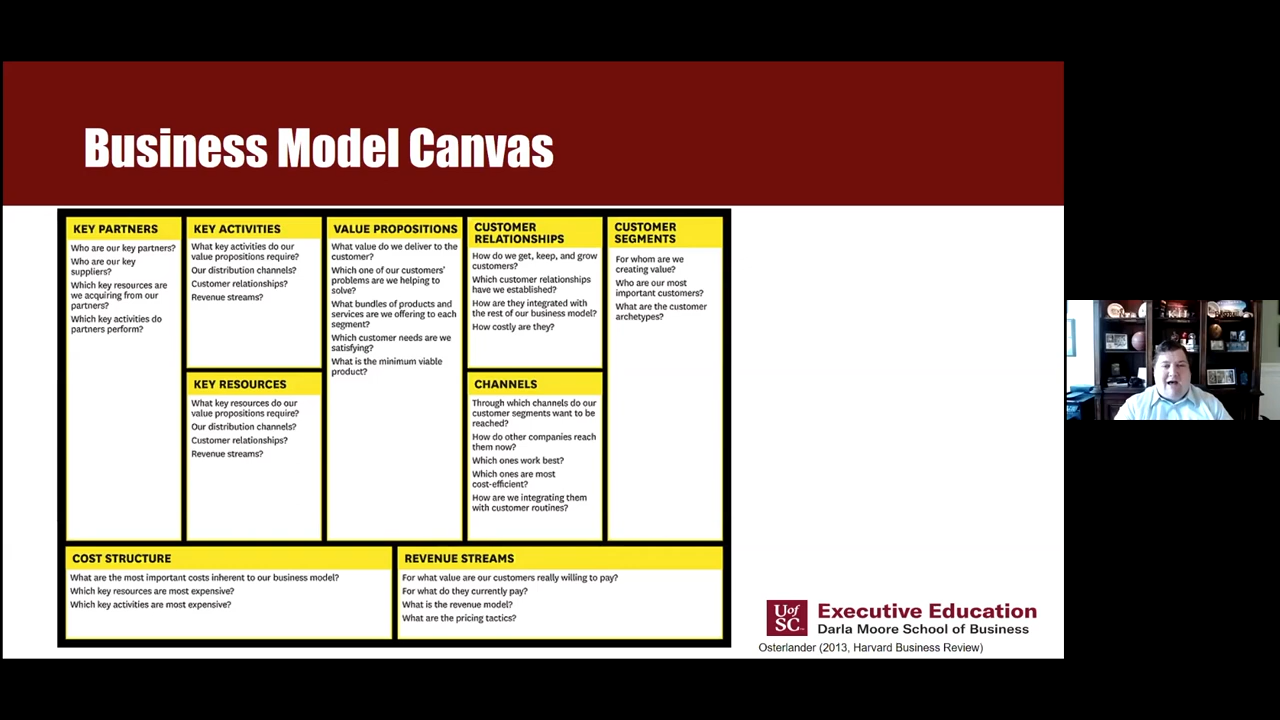 Business Model Canvas
KEY PARTNERS
Who are our key partners?
Who are our key
suppliers?
Which key resources are
we acquiring from our
partners?
Which key activities do
partners perform?
KEY ACTIVITIES
What key activities do our
value propositions require?
Our distribution channels?
Customer relationships?
Revenue streams?
KEY RESOURCES
What key resources do our
value propositions require?
Our distribution channels?
Customer relationships?
Revenue streams?
VALUE PROPOSITIONS
What value do we deliver to the
customer?
Which one of our customers'
problems are we helping to
solve?
What bundles of products and
services are we offering to each
segment?
Which customer needs are we
satisfying?
What is the minimum viable
product?
CUSTOMER
RELATIONSHIPS
How do we get, keep, and grow
customers?
Which customer relationships
have we established?
How are they integrated with
the rest of our business model?
How costly are they?
CHANNELS
Through which channels do our
customer segments want to be
reached?
How do other companies reach
them now?
Which ones work best?
Which ones are most
cost-efficient?
How are we integrating them
with customer routines?
CUSTOMER
SEGMENTS
For whom are we
creating value?
Who are our most
important customers?
What are the customer
archetypes?
COST STRUCTURE
What are the most important costs inherent to our business model?
Which key resources are most expensive?
Which key activities are most expensive?
REVENUE STREAMS
For what value are our customers really willing to pay?
For what do they currently pay?
What is the revenue model?
What are the pricing tactics?
U of
SC
Executive Education
Darla Moore School of Business
Osterlander (2013, Harvard Business Review)